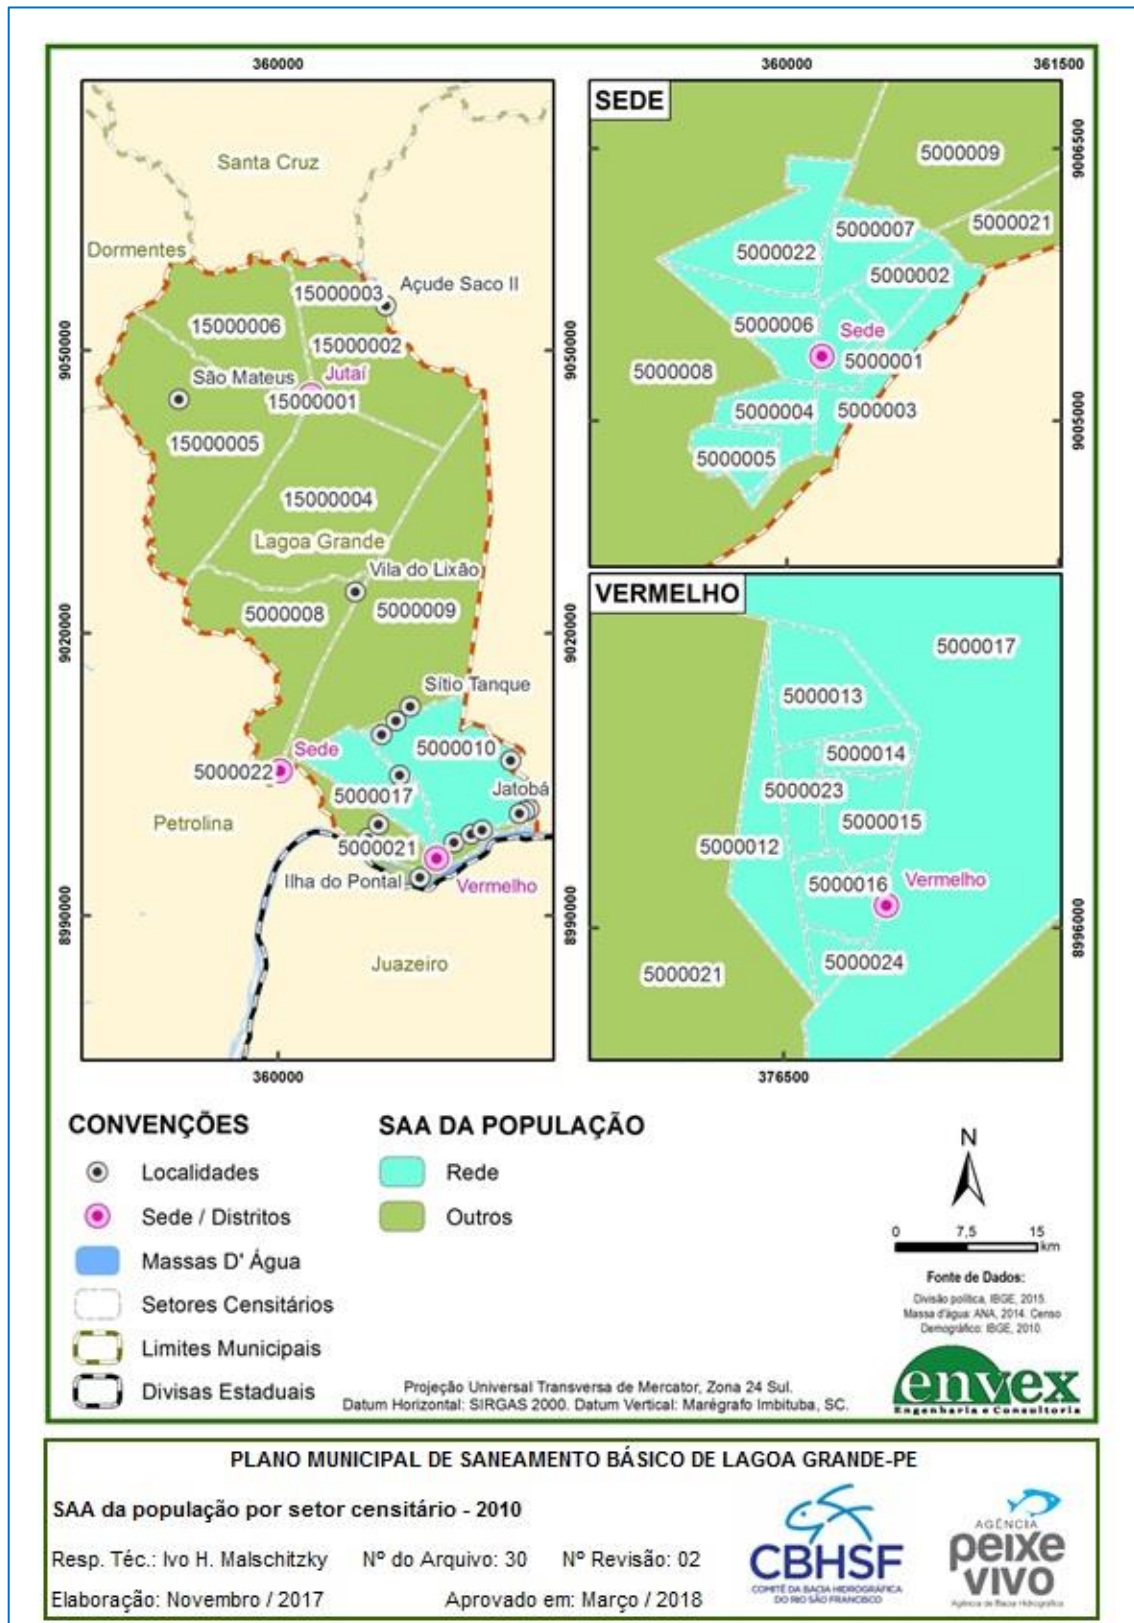 360000
360000
361500
9050000
9020000
8990000
Santa Cruz
Dormentes
15000003
Açude Saco II
15000006
15000002
São Mateus
Jutaí
15000001
15000005
15000004
Lagoa Grande
Vila do Lixão
5000008
5000009
Sítio Tanque
Sede
5000010
5000022
Jatobá
5000017
Petrolina
5000021
Ilha do Pontal
Vermelho
Juazeiro
360000
SEDE
5000009
9006500
5000021
5000007
5000022
5000002
5000006
Sede
5000001
5000008
5000004
5000003
9005000
5000005
VERMELHO
5000017
5000013
5000014
5000023
5000015
5000012
5000016
Vermelho
8996000
5000024
5000021
376500
CONVENÇÕES
Localidades
Sede / Distritos
Massas D' Água
Setores Censitários
Limites Municipais
Divisas Estaduais
SAA DA POPULAÇÃO
Rede
Outros
N
0 7,5 15
km
Fonte de Dados:
Divisão política, IBGE, 2015.
Massa d'água: ANA, 2014. Censo
Demográfico: IBGE, 2010.
envex
Engenharia e Consultoria
Projeção Universal Transversa de Mercator, Zona 24 Sul.
Datum Horizontal: SIRGAS 2000. Datum Vertical: Marégrafo Imbituba, SC.
PLANO MUNICIPAL DE SANEAMENTO BÁSICO DE LAGOA GRANDE-PE
SAA da população por setor censitário - 2010
Resp. Téc.: Ivo H. Malschitzky Nº do Arquivo: 30 Nº Revisão: 02
Elaboração: Novembro / 2017 Aprovado em: Março / 2018
CBHSF
COMITÊ DA BACIA HIDROGRÁFICA
DO RIO SÃO FRANCISCO
AGÊNCIA
peixe
vivo
Agência de Bacia Hidrográfica